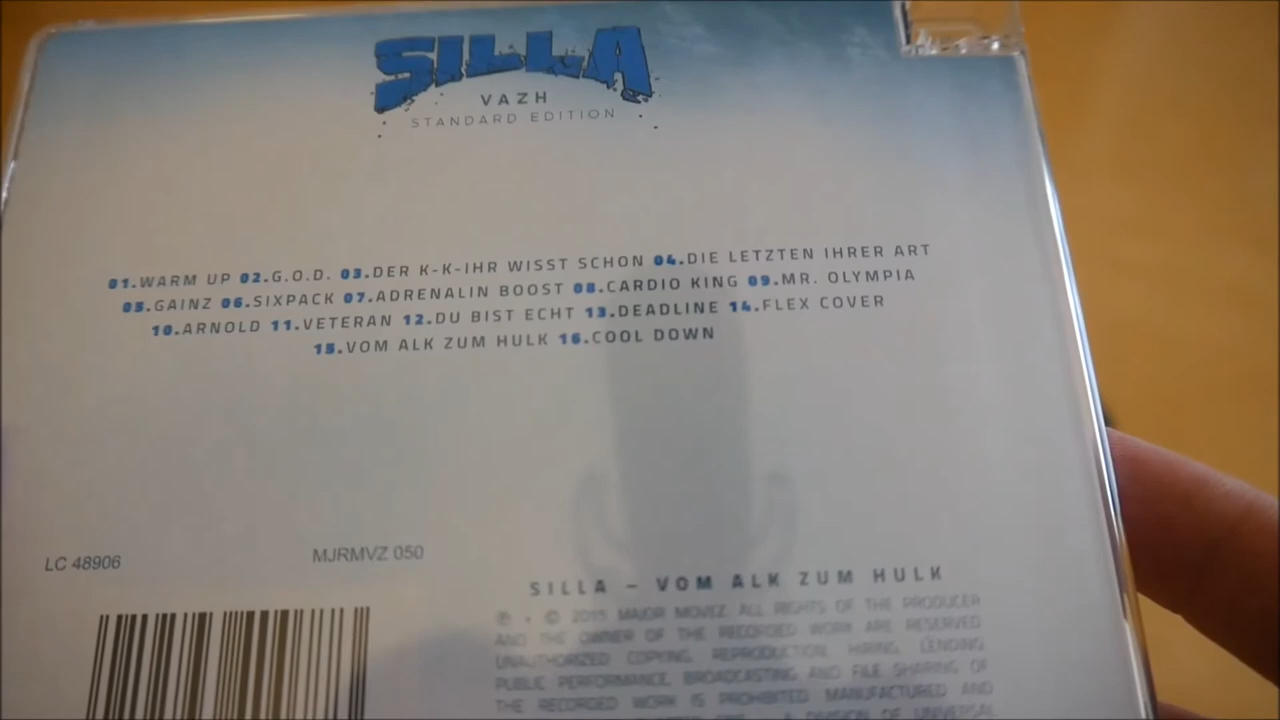 SILLA
VAZH
STANDARD EDITION
01.WARM UP 02.G.O.D. 03.DER K-K-IHR WISST SCHON 04.DIE LETZTEN IHRER ART
05.GAINZ 06.SIXPACK 07.ADRENALIN BOOST 08.CARDIO KING 09.MR. OLYMPIA
10.ARNOLD 11.VETERAN 12.DU BIST ECHT 13.DEADLINE 14.FLEX COVER
15.VOM ALK ZUM HULK 16.COOL DOWN
LC 48906
MJRMVZ 050
SILLA – VOM ALK ZUM HULK
℗ + © 2015 MAJOR MOVEZ. ALL RIGHTS OF THE PRODUCER
AND THE OWNER OF THE RECORDED WORK ARE RESERVED
UNAUTHORIZED COPYING, REPRODUCTION, HIRING, LENDING,
PUBLIC PERFORMANCE, BROADCASTING AND FILE SHARING OF
THE RECORDED WORK IS PROHIBITED. MANUFACTURED AND
A DIVISION OF UNIVERSAL